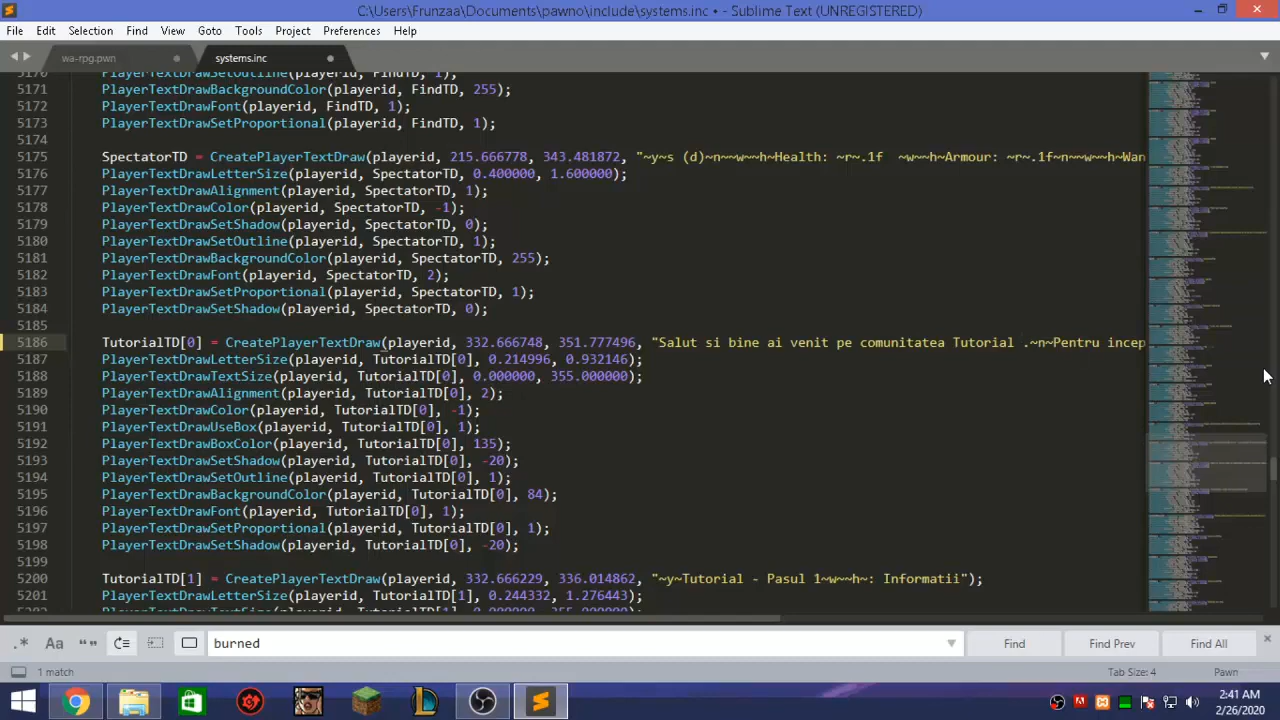 C:\Users\Frunzaa\Documents\pawno\include\systems.inc • - Sublime Text (UNREGISTERED)
File Edit Selection Find View Goto Tools Project Preferences Help
wa-rpg.pwn systems.inc
5170 PlayerTextDrawSetOutline(playerid, FindTD, 1);
5171 PlayerTextDrawBackgroundColor(playerid, FindTD, 255);
5172 PlayerTextDrawFont(playerid, FindTD, 1);
5173 PlayerTextDrawSetProportional(playerid, FindTD, 1);
5174
5175 SpectatorTD = CreatePlayerTextDraw(playerid, 213.666778, 343.481872, "~y~s (d)~n~~w~~h~Health: ~r~.1f  ~w~~h~Armour: ~r~.1f~n~~w~~h~Wan
5176 PlayerTextDrawLetterSize(playerid, SpectatorTD, 0.400000, 1.600000);
5177 PlayerTextDrawAlignment(playerid, SpectatorTD, 1);
5178 PlayerTextDrawColor(playerid, SpectatorTD, -1);
5179 PlayerTextDrawSetShadow(playerid, SpectatorTD, 0);
5180 PlayerTextDrawSetOutline(playerid, SpectatorTD, 1);
5181 PlayerTextDrawBackgroundColor(playerid, SpectatorTD, 255);
5182 PlayerTextDrawFont(playerid, SpectatorTD, 2);
5183 PlayerTextDrawSetProportional(playerid, SpectatorTD, 1);
5184 PlayerTextDrawSetShadow(playerid, SpectatorTD, 0);
5185
5186 TutorialTD[0] = CreatePlayerTextDraw(playerid, 332.666748, 351.777496, "Salut si bine ai venit pe comunitatea Tutorial .~n~Pentru incep
5187 PlayerTextDrawLetterSize(playerid, TutorialTD[0], 0.214996, 0.932146);
5188 PlayerTextDrawTextSize(playerid, TutorialTD[0], 0.000000, 355.000000);
5189 PlayerTextDrawAlignment(playerid, TutorialTD[0], 2);
5190 PlayerTextDrawColor(playerid, TutorialTD[0], -1);
5191 PlayerTextDrawUseBox(playerid, TutorialTD[0], 1);
5192 PlayerTextDrawBoxColor(playerid, TutorialTD[0], 135);
5193 PlayerTextDrawSetShadow(playerid, TutorialTD[0], -20);
5194 PlayerTextDrawSetOutline(playerid, TutorialTD[0], 1);
5195 PlayerTextDrawBackgroundColor(playerid, TutorialTD[0], 84);
5196 PlayerTextDrawFont(playerid, TutorialTD[0], 1);
5197 PlayerTextDrawSetProportional(playerid, TutorialTD[0], 1);
5198 PlayerTextDrawSetShadow(playerid, TutorialTD[0], -20);
5199
5200 TutorialTD[1] = CreatePlayerTextDraw(playerid, 332.666229, 336.014862, "~y~Tutorial - Pasul 1~w~~h~: Informatii");
5201 PlayerTextDrawLetterSize(playerid, TutorialTD[1], 0.244332, 1.276443);
.* Aa “” burned Find Find Prev Find All
1 match Tab Size: 4 Pawn
2:41 AM
2/26/2020